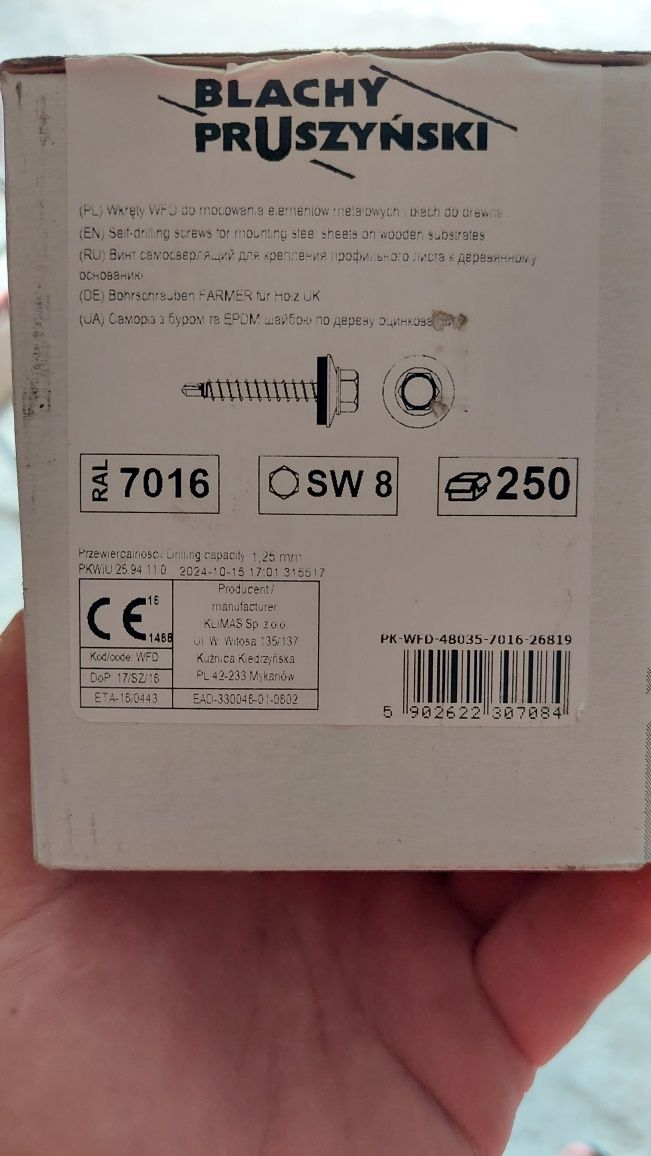 BLACHY
PRUSZYŃSKI
(PL) Wkręty WFD do mocowania elementów metalowych i blach do drewna
(EN) Self-drilling screws for mounting steel sheets on wooden substrates
(RU) Винт самосверлящий для крепления профильного листа к деревянному
основанию
(DE) Bohrschrauben FARMER für Holz UK
(UA) Саморіз з буром та EPDM шайбою по дереву
RAL 7016
SW 8
250
Przewiercalność / Drilling capacity 1,25 mm
PKWiU 25.94.11.0 2024-10-15 17:01 315517
CE 16
1488
Kod/code: WFD
DoP: 17/SZ/16
ETA-16/0443
Producent /
manufacturer
KLIMAS Sp. z o.o.
Ul. W. Witosa 135/137
Kuźnica Kiedrzyńska
PL 42-233 Mykanów
EAD-330046-01-0602
PK-WFD-48035-7016-26819
5 902622 307084